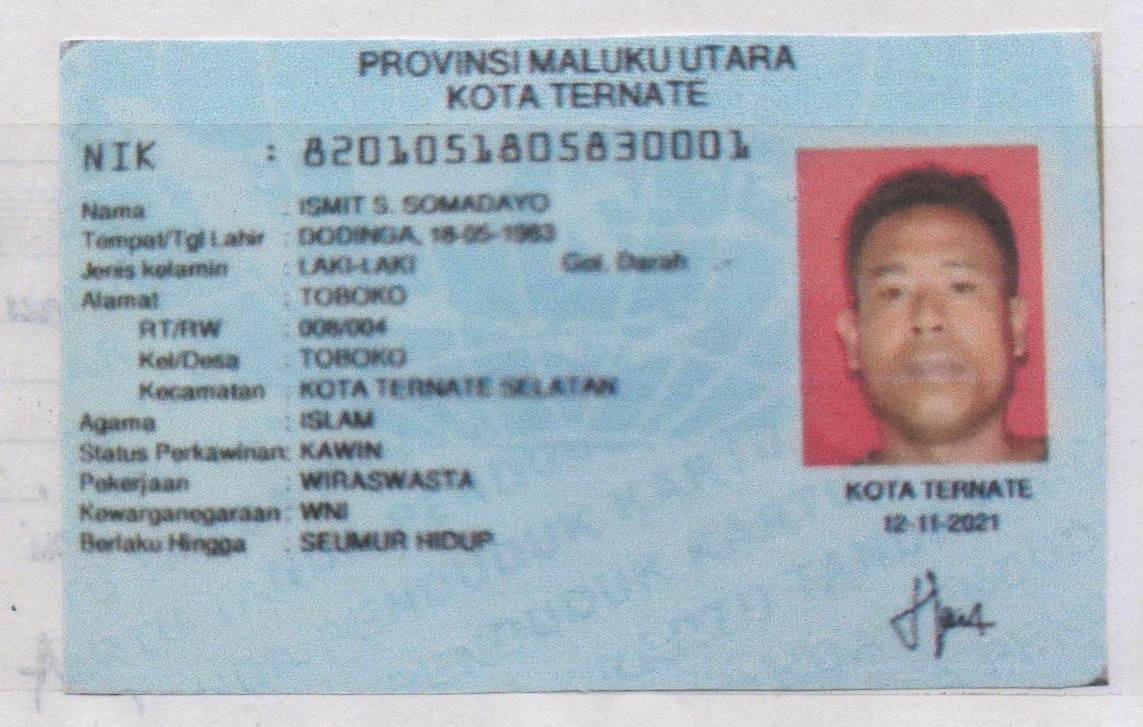 PROVINSI MALUKU UTARA
KOTA TERNATE
NIK : 8201051805830001
Nama : ISMIT S. SOMADAYO
Tempat/Tgl Lahir : DODINGA, 18-05-1983
Jenis kelamin : LAKI-LAKI Gol. Darah : -
Alamat : TOBOKO
RT/RW : 008/004
Kel/Desa : TOBOKO
Kecamatan : KOTA TERNATE SELATAN
Agama : ISLAM
Status Perkawinan: KAWIN
Pekerjaan : WIRASWASTA
Kewarganegaraan : WNI
Berlaku Hingga : SEUMUR HIDUP
KOTA TERNATE
12-11-2021